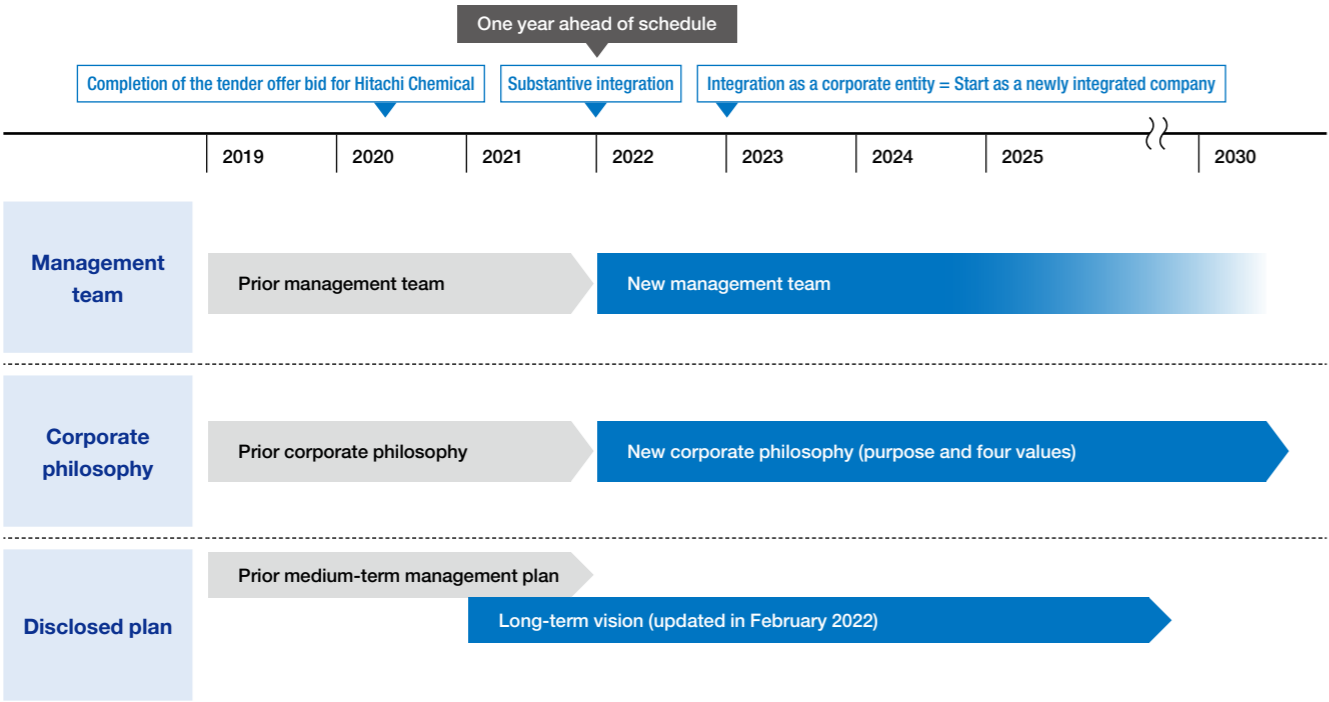 One year ahead of schedule
Completion of the tender offer bid for Hitachi Chemical
Substantive integration
Integration as a corporate entity = Start as a newly integrated company
2019
2020
2021
2022
2023
2024
2025
2030
Management
team
Prior management team
New management team
Corporate
philosophy
Prior corporate philosophy
New corporate philosophy (purpose and four values)
Disclosed plan
Prior medium-term management plan
Long-term vision (updated in February 2022)